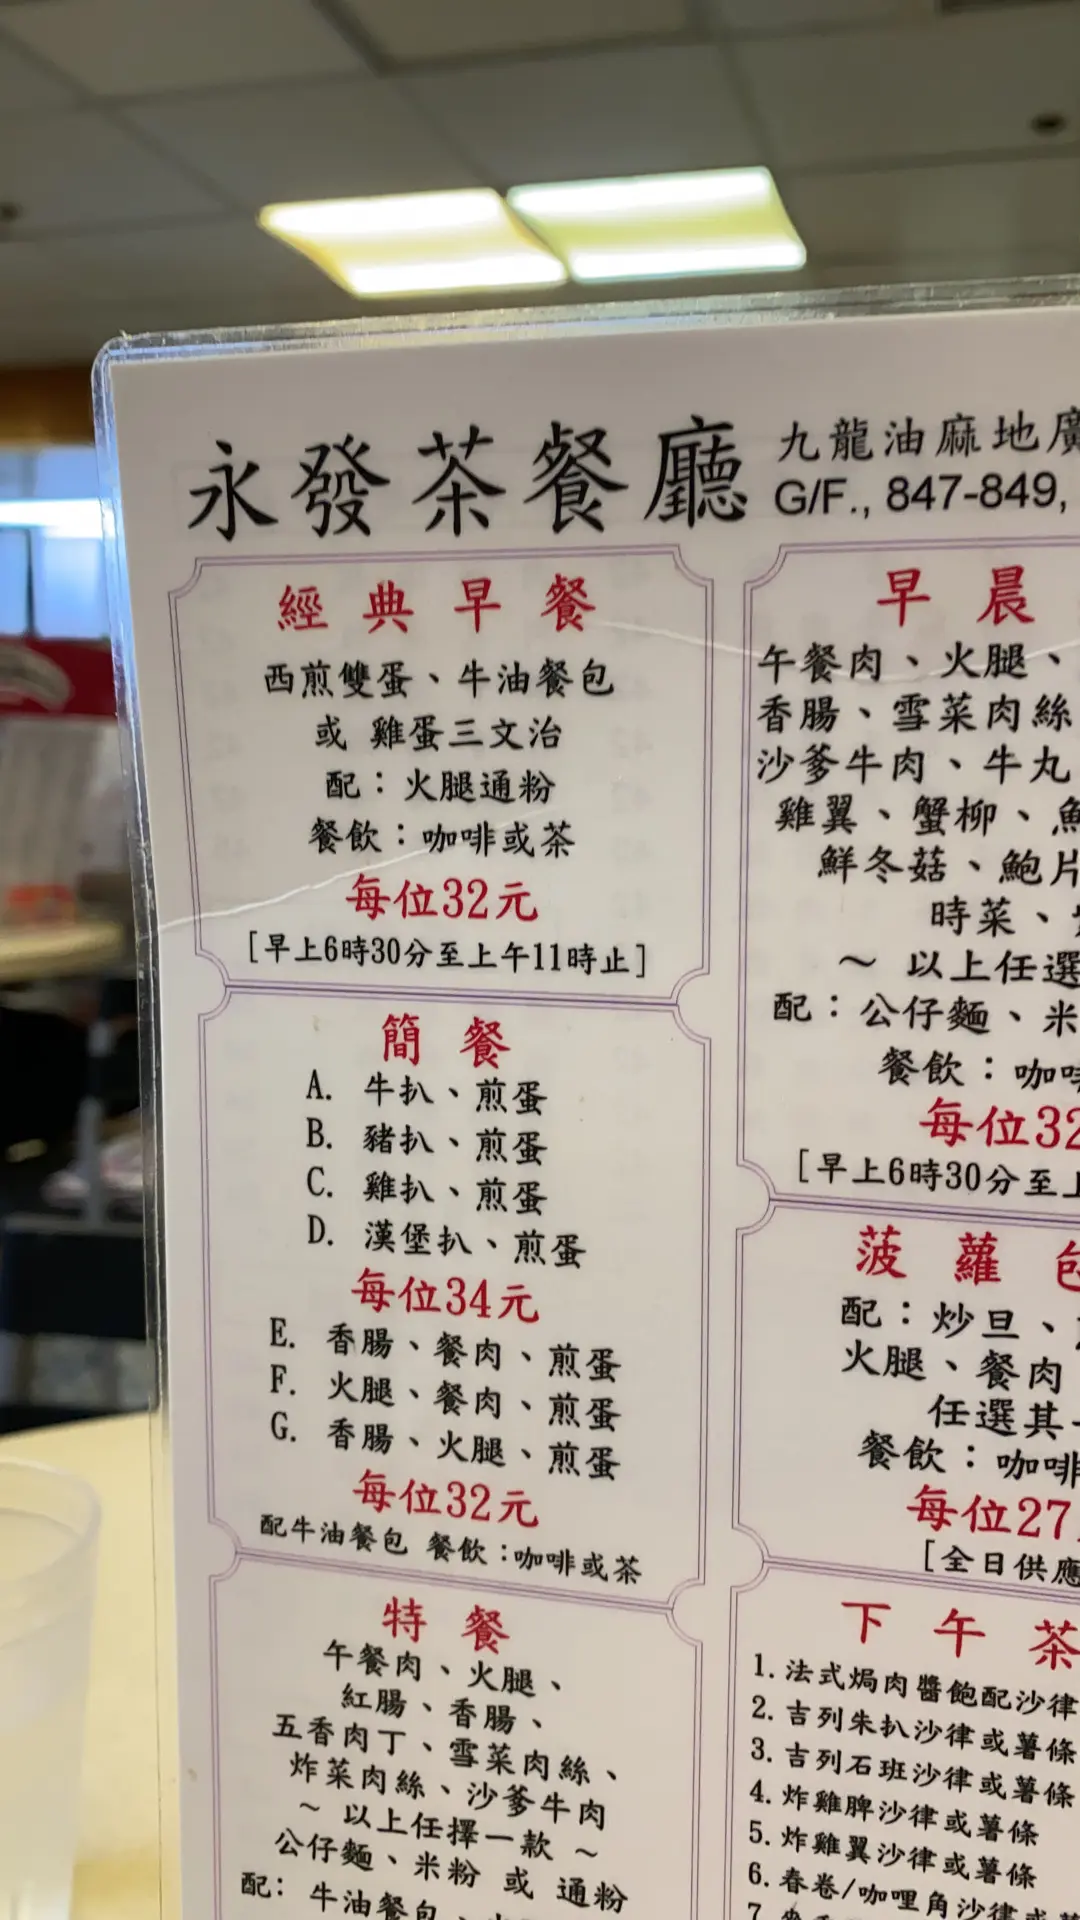 永發茶餐廳
九龍油麻地廣
G/F., 847-849,
經典早餐
西煎雙蛋、牛油餐包
或 雞蛋三文治
配：火腿通粉
餐飲：咖啡或茶
每位32元
[早上6時30分至上午11時止]
簡餐
A. 牛扒、煎蛋
B. 豬扒、煎蛋
C. 雞扒、煎蛋
D. 漢堡扒、煎蛋
每位34元
E. 香腸、餐肉、煎蛋
F. 火腿、餐肉、煎蛋
G. 香腸、火腿、煎蛋
每位32元
配牛油餐包 餐飲：咖啡或茶
特餐
午餐肉、火腿、
紅腸、香腸、
五香肉丁、雪菜肉絲、
炸菜肉絲、沙爹牛肉
~ 以上任擇一款 ~
公仔麵、米粉 或 通粉
配：牛油餐包、
早晨
午餐肉、火腿、
香腸、雪菜肉絲
沙爹牛肉、牛丸
雞翼、蟹柳、魚
鮮冬菇、鮑片
時菜、
~ 以上任選
配：公仔麵、米
餐飲：咖啡
每位32
[早上6時30分至上
菠蘿包
配：炒旦、
火腿、餐肉
任選其一
餐飲：咖啡
每位27
[全日供應
下午茶
1.法式焗肉醬飽配沙律
2.吉列朱扒沙律或薯條
3.吉列石班沙律或薯條
4.炸雞脾沙律或薯條
5.炸雞翼沙律或薯條
6.春卷/咖哩角沙律或
7.